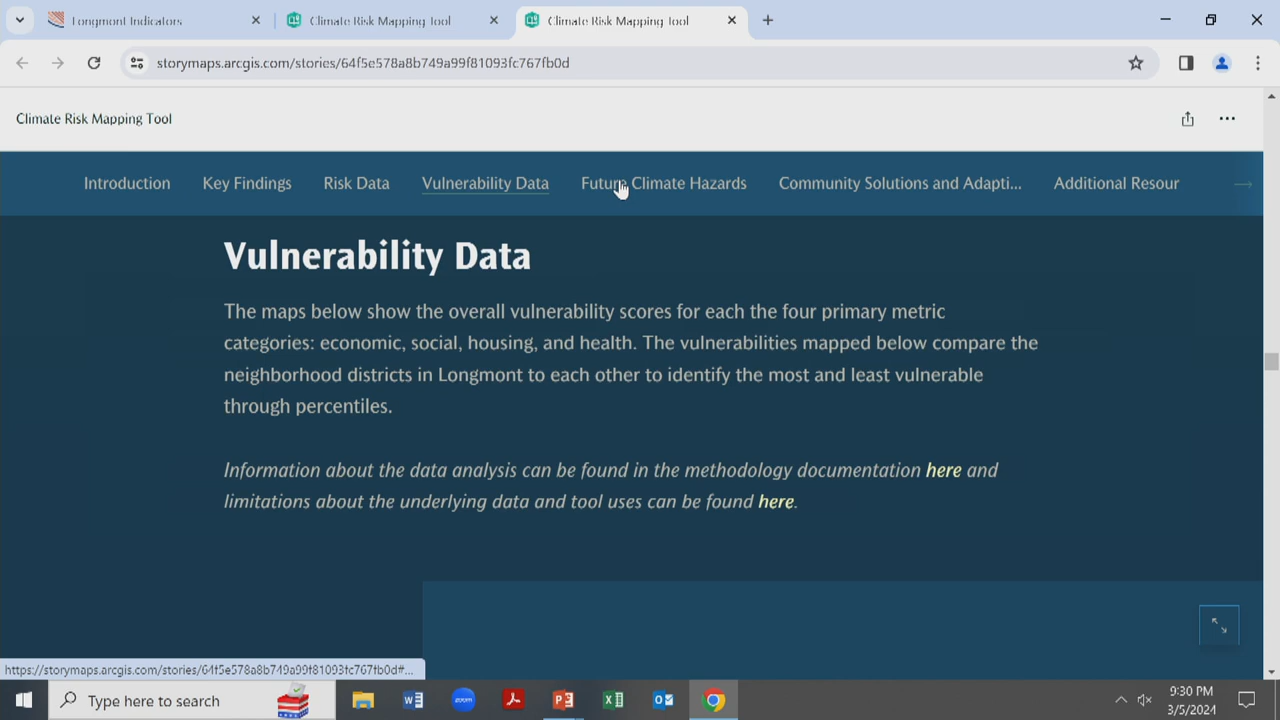 Longmont Indicators
Climate Risk Mapping Tool
Climate Risk Mapping Tool
storymaps.arcgis.com/stories/64f5e578a8b749a99f81093fc767fb0d
Climate Risk Mapping Tool
Introduction
Key Findings
Risk Data
Vulnerability Data
Future Climate Hazards
Community Solutions and Adapti...
Additional Resour
Vulnerability Data
The maps below show the overall vulnerability scores for each the four primary metric
categories: economic, social, housing, and health. The vulnerabilities mapped below compare the
neighborhood districts in Longmont to each other to identify the most and least vulnerable
through percentiles.
Information about the data analysis can be found in the methodology documentation here and
limitations about the underlying data and tool uses can be found here.
https://storymaps.arcgis.com/stories/64f5e578a8b749a99f81093fc767fb0d#...
Type here to search
zoom
9:30 PM
3/5/2024